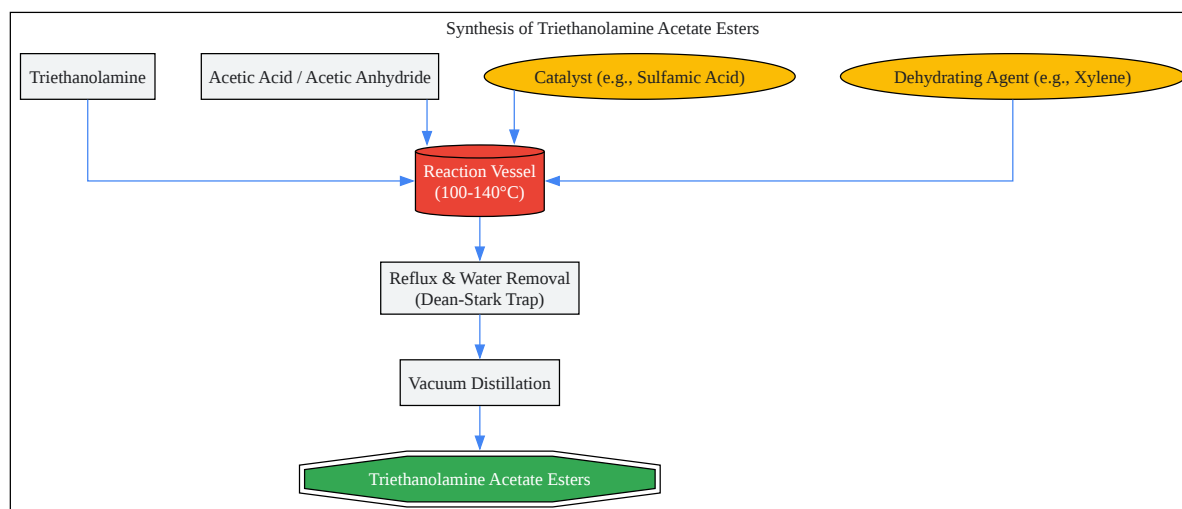 Synthesis of Triethanolamine Acetate Esters
Triethanolamine
Acetic Acid / Acetic Anhydride
Catalyst (e.g., Sulfamic Acid)
Dehydrating Agent (e.g., Xylene)
Reaction Vessel
(100-140°C)
Reflux & Water Removal
(Dean-Stark Trap)
Vacuum Distillation
Triethanolamine Acetate Esters